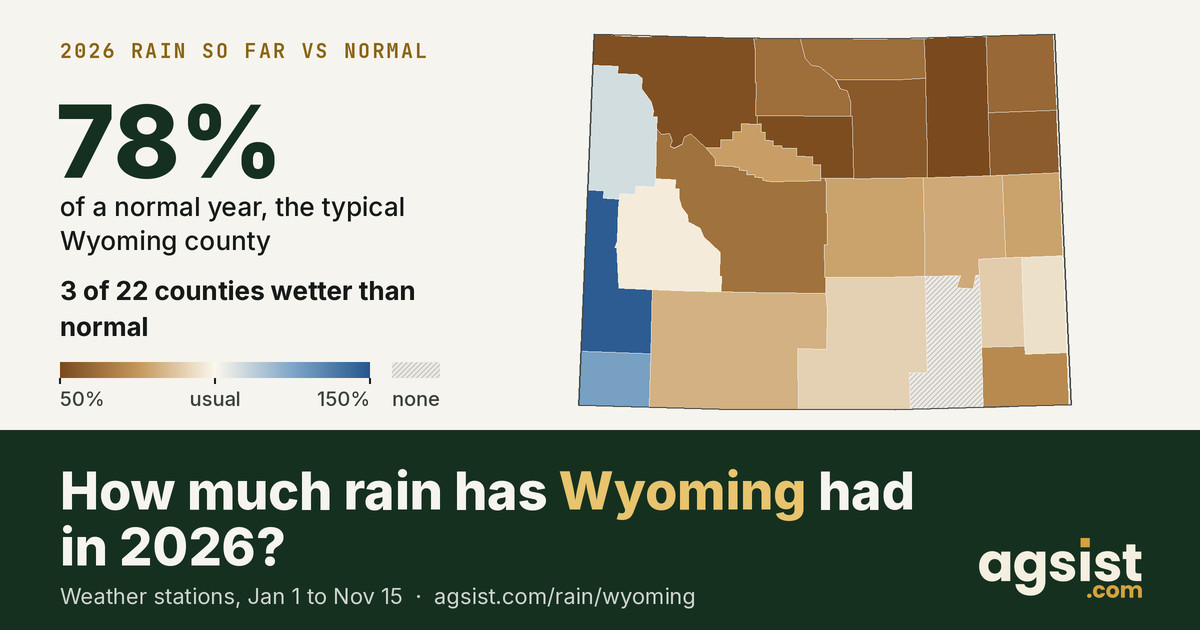 2026 RAIN SO FAR VS NORMAL
78%
of a normal year, the typical
Wyoming county
3 of 22 counties wetter than
normal
50% usual 150% none
How much rain has Wyoming had
in 2026?
Weather stations, Jan 1 to Nov 15 · agsist.com/rain/wyoming
agsist
.com